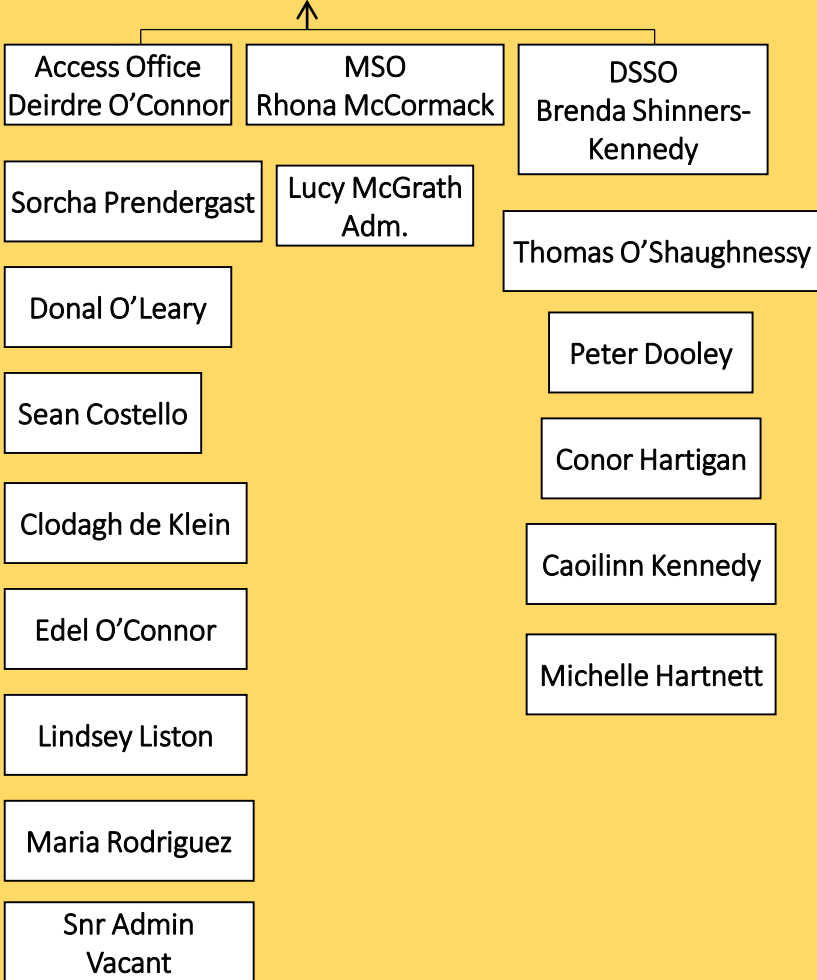 Access Office
Deirdre O’Connor
MSO
Rhona McCormack
DSSO
Brenda Shinners-
Kennedy
Sorcha Prendergast
Donal O’Leary
Sean Costello
Clodagh de Klein
Edel O’Connor
Lindsey Liston
Maria Rodriguez
Snr Admin
Vacant
Lucy McGrath
Adm.
Thomas O’Shaughnessy
Peter Dooley
Conor Hartigan
Caoilinn Kennedy
Michelle Hartnett